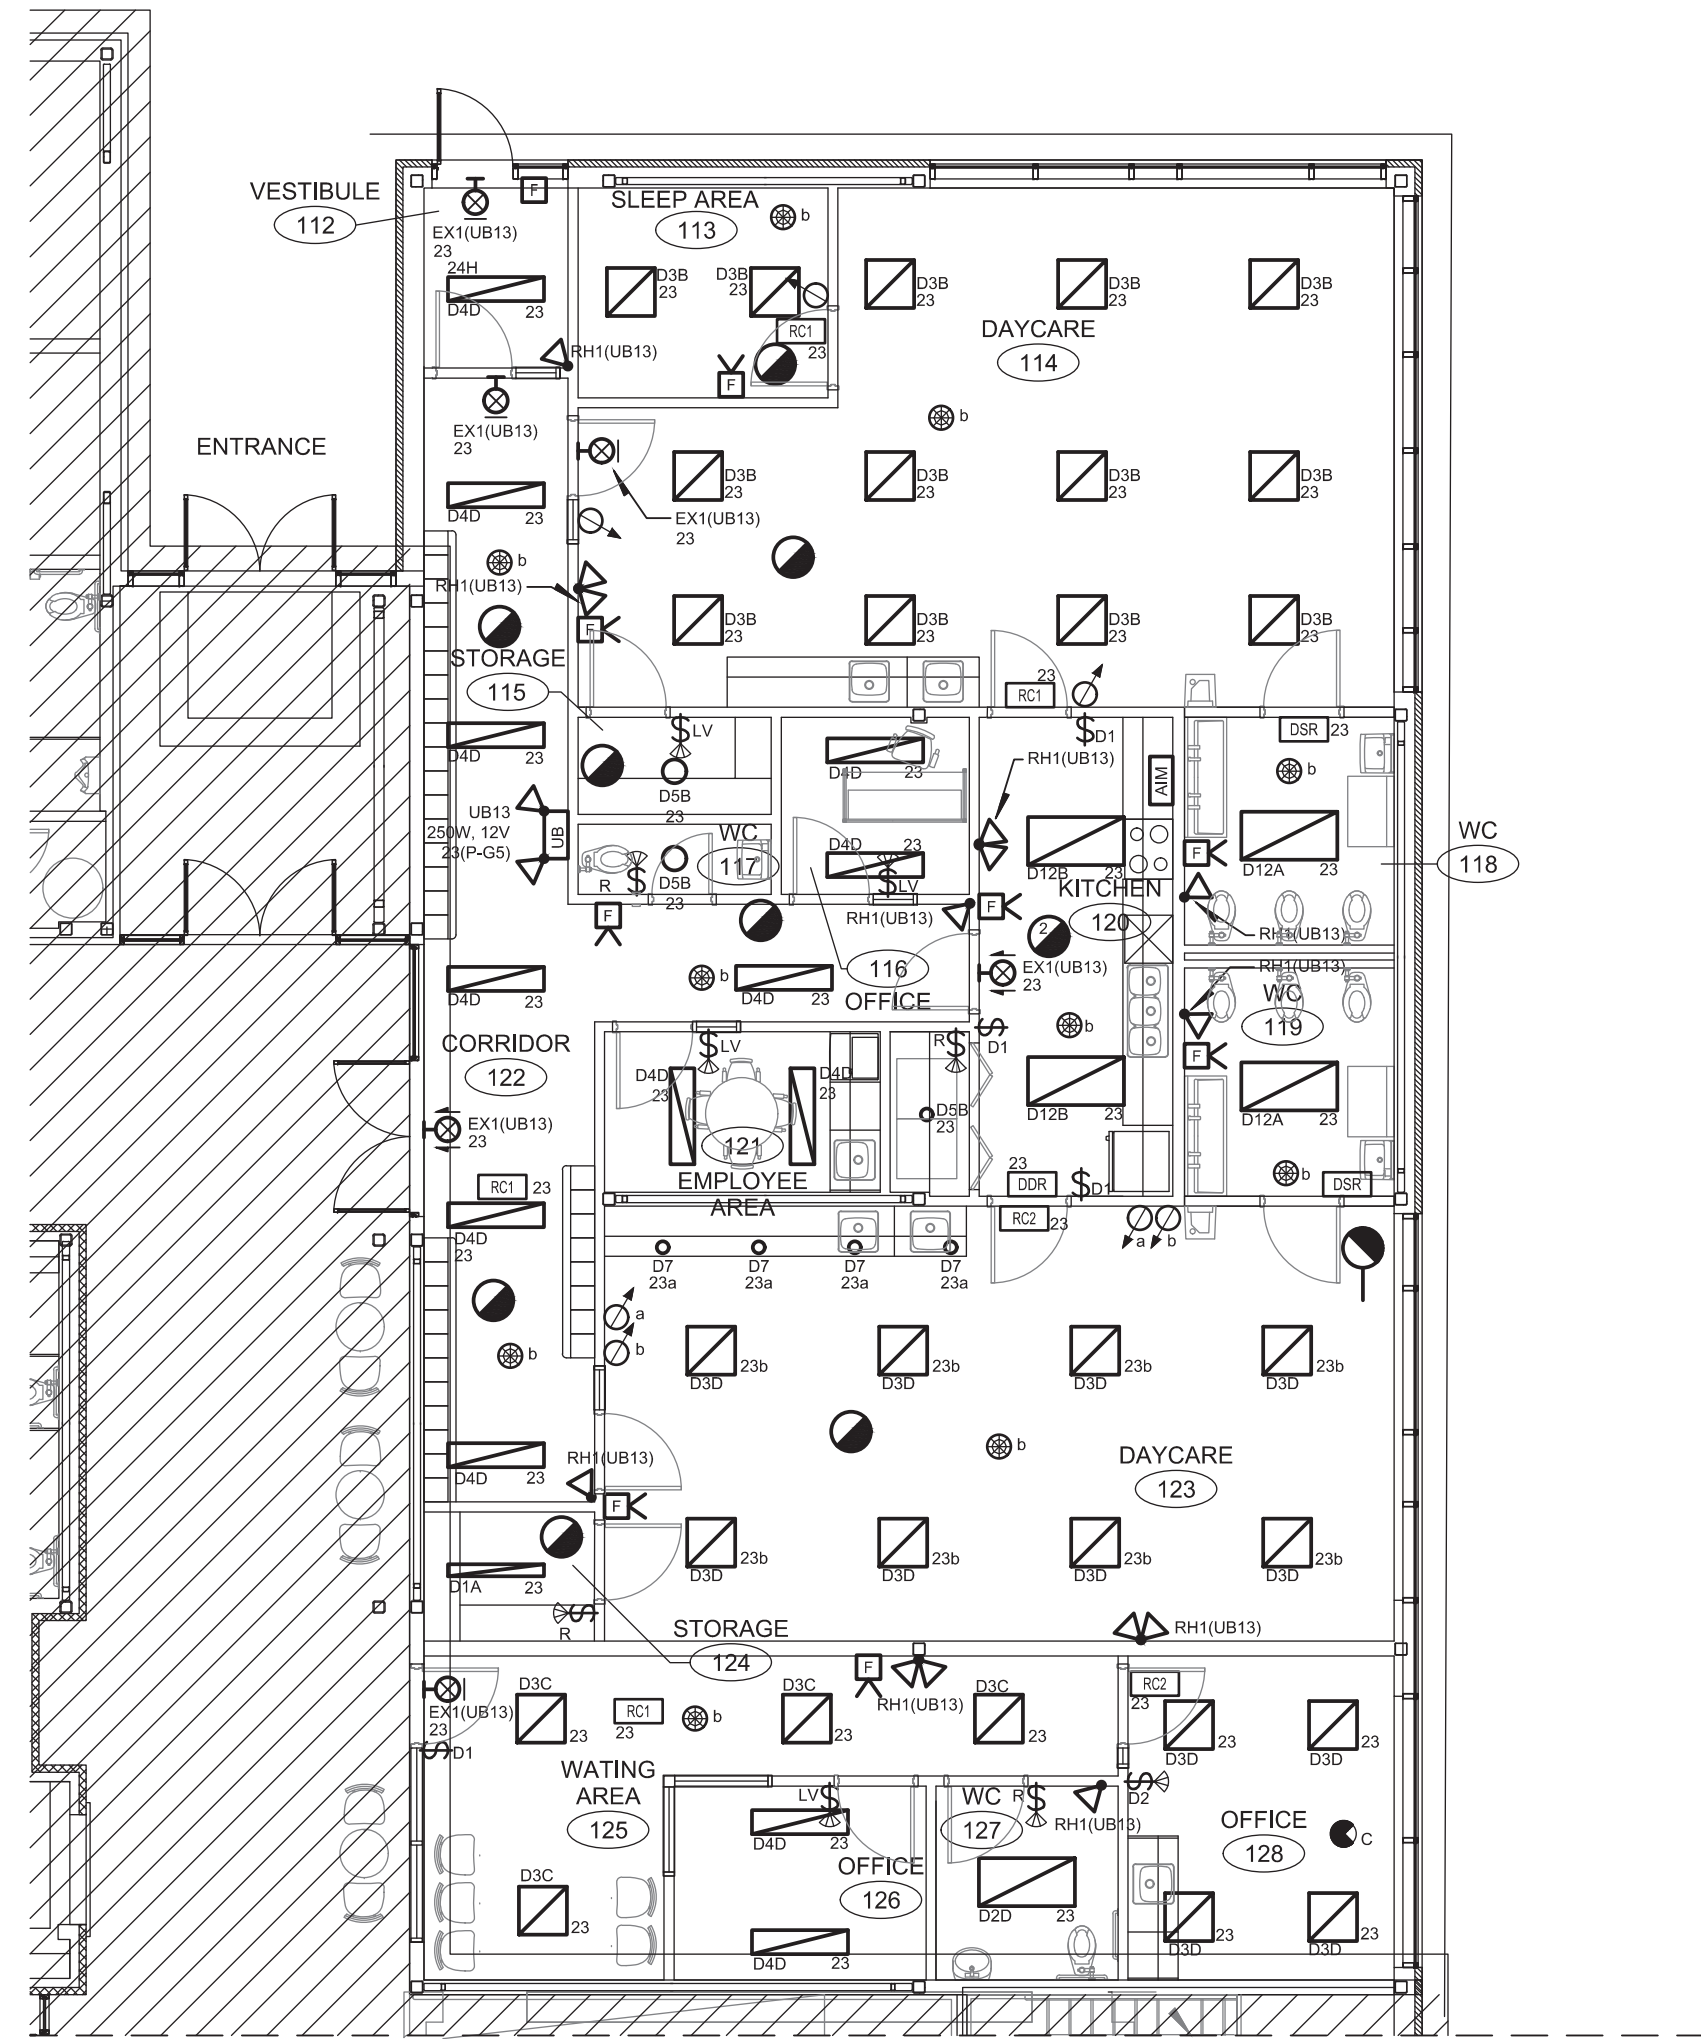 VESTIBULE
112
F
EX1(UB13)
23
24H
D4D
23
SLEEP AREA
113
b
D3B
23
D3B
23
RC1
23
F
RH1(UB13)
D3B
23
D3B
23
D3B
23
DAYCARE
114
b
ENTRANCE
EX1(UB13)
23
D4D
23
b
EX1(UB13)
23
D3B
23
D3B
23
D3B
23
D3B
23
RH1(UB13)
F
D3B
23
D3B
23
D3B
23
D3B
23
STORAGE
115
D4D
23
LV
D5B
23
D4D
23
23
RC1
D1
RH1(UB13)
AIM
DSR
23
b
UB13
250W, 12V
23(P-G5)
UB
WC
117
R
D5B
23
F
D4D
23
LV
RH1(UB13)
F
D12B
23
KITCHEN
120
2
EX1(UB13)
23
F
D12A
23
WC
118
RH1(UB13)
RH1(UB13)
WC
119
F
D4D
23
b
D4D
23
116
OFFICE
CORRIDOR
122
LV
R
D1
b
D4D
23
D4D
23
D5B
23
D12B
23
D12A
23
EX1(UB13)
23
121
EMPLOYEE
AREA
23
DDR
D1
b
DSR
RC1
23
D4D
23
RC2
23
a
b
D7
23a
D7
23a
D7
23a
D7
23a
a
b
b
23b
D3D
23b
D3D
23b
D3D
23b
D3D
b
DAYCARE
123
D4D
23
RH1(UB13)
F
23b
D3D
23b
D3D
23b
D3D
23b
D3D
D1A
23
R
STORAGE
124
RH1(UB13)
EX1(UB13)
23
D1
D3C
23
RC1
23
b
D3C
23
F
RH1(UB13)
D3C
23
RC2
23
D3D
23
D3D
23
WATING
AREA
125
LV
D4D
23
WC
127
R
RH1(UB13)
D2
OFFICE
128
C
D3C
23
OFFICE
126
D4D
23
D2D
23
D3D
23
D3D
23